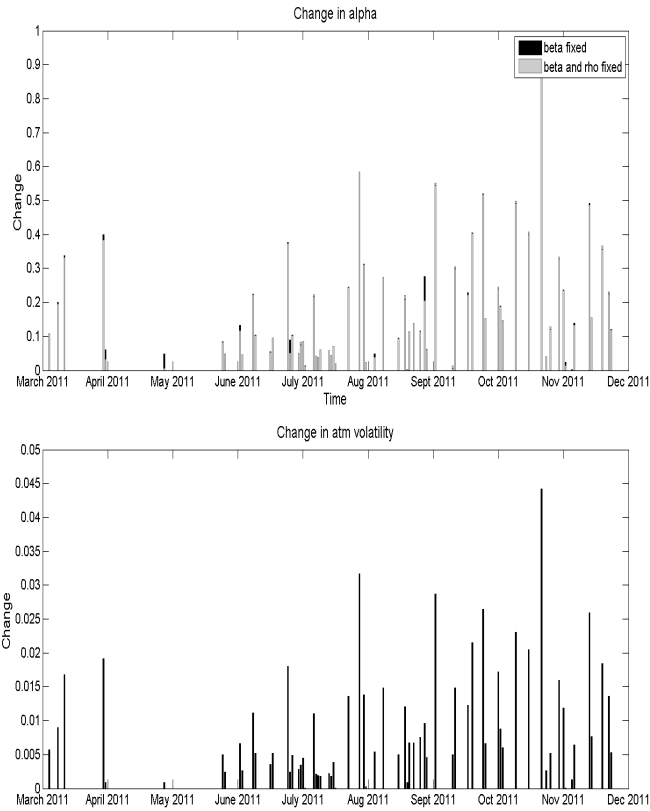 Change in alpha
1
0.9
0.8
0.7
0.6
0.5
0.4
0.3
0.2
0.1
0
Change
beta fixed
beta and rho fixed
March 2011 April 2011 May 2011 June 2011 July 2011 Aug 2011 Sept 2011 Oct 2011 Nov 2011 Dec 2011
Time
Change in atm volatility
0.05
0.045
0.04
0.035
0.03
0.025
0.02
0.015
0.01
0.005
0
Change
March 2011 April 2011 May 2011 June 2011 July 2011 Aug 2011 Sept 2011 Oct 2011 Nov 2011 Dec 2011